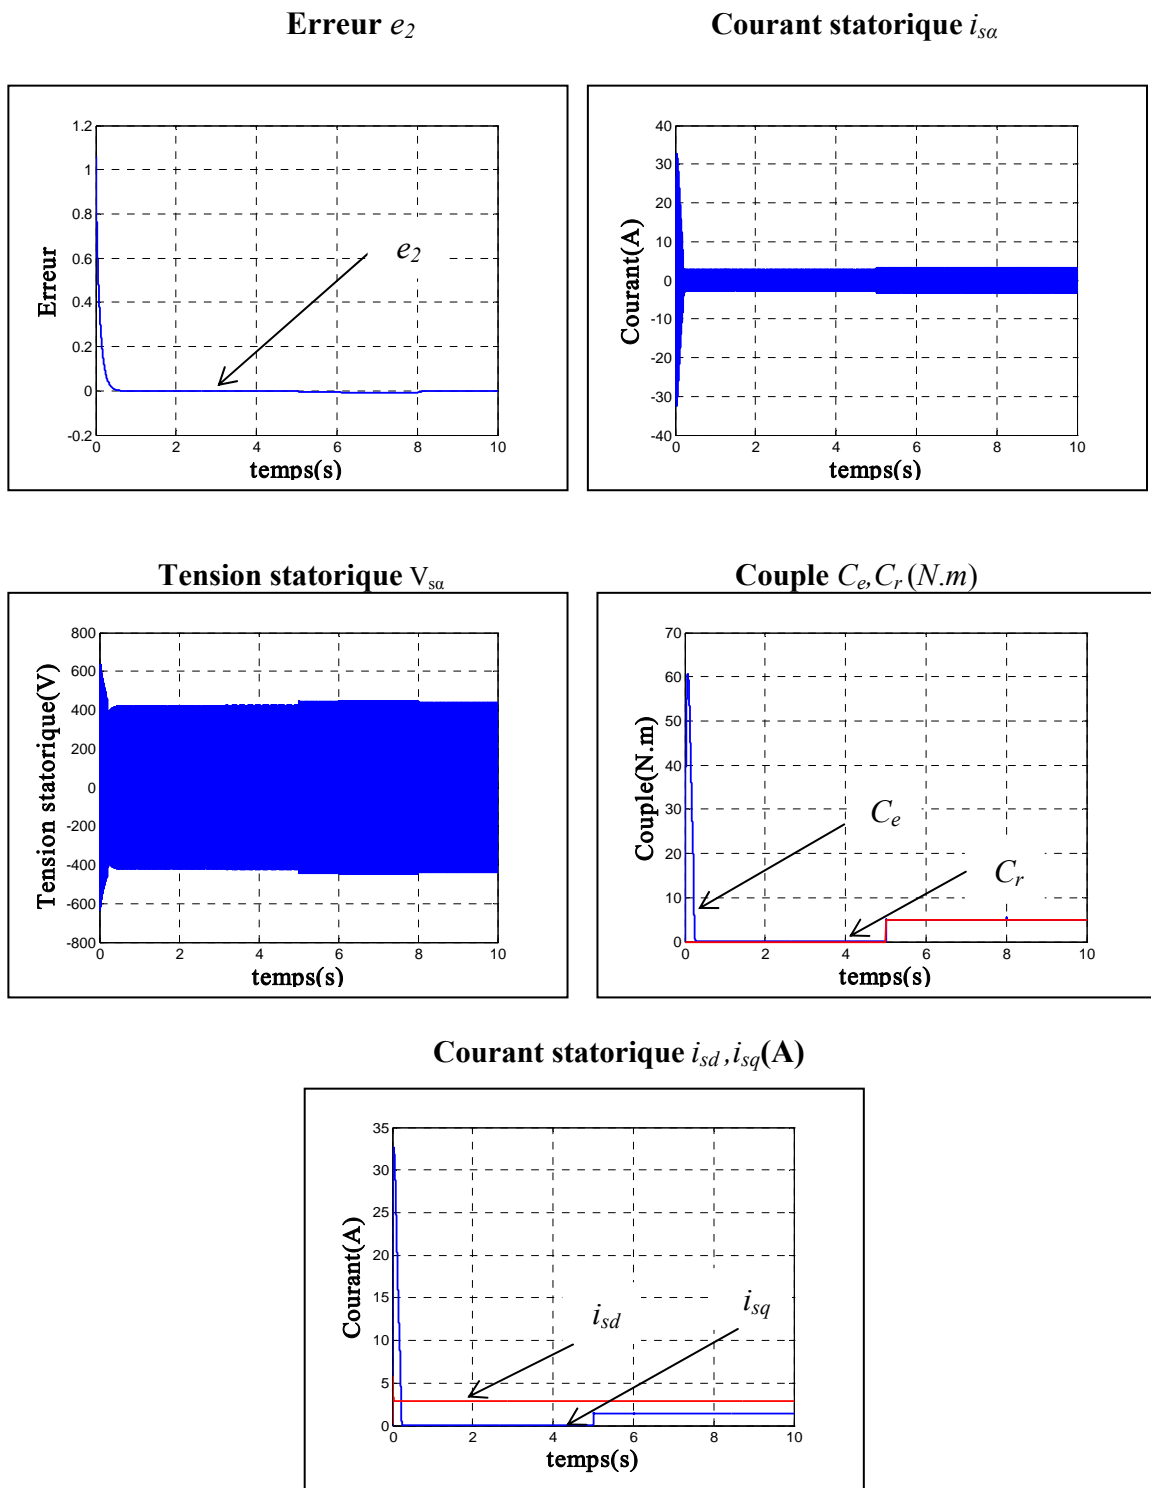 Erreur e2
Courant statorique isα
1.2
1
0.8
0.6
0.4
0.2
0
-0.2
Erreur
e2
0 2 4 6 8 10
temps(s)
40
30
20
10
0
-10
-20
-30
-40
Courant(A)
0 2 4 6 8 10
temps(s)
Tension statorique Vsα
Couple Ce,Cr (N.m)
800
600
400
200
0
-200
-400
-600
-800
Tension statorique(V)
0 2 4 6 8 10
temps(s)
70
60
50
40
30
20
10
0
Couple(N.m)
Ce
Cr
0 2 4 6 8 10
temps(s)
Courant statorique isd,isq(A)
35
30
25
20
15
10
5
0
Courant(A)
isd
isq
0 2 4 6 8 10
temps(s)